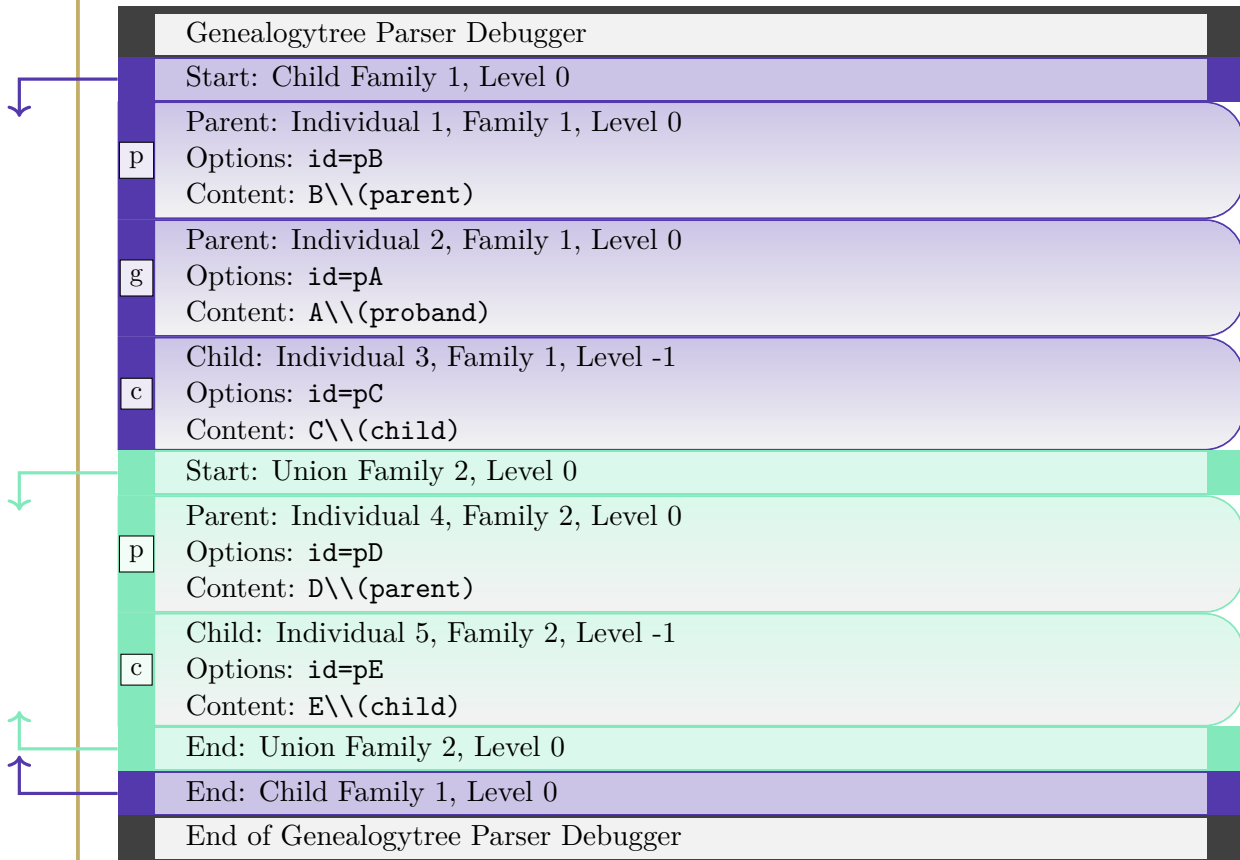 Genealogytree Parser Debugger
Start: Child Family 1, Level 0
Parent: Individual 1, Family 1, Level 0
p Options: id=pB
Content: B\\(parent)
Parent: Individual 2, Family 1, Level 0
g Options: id=pA
Content: A\\(proband)
Child: Individual 3, Family 1, Level -1
c Options: id=pC
Content: C\\(child)
Start: Union Family 2, Level 0
Parent: Individual 4, Family 2, Level 0
p Options: id=pD
Content: D\\(parent)
Child: Individual 5, Family 2, Level -1
c Options: id=pE
Content: E\\(child)
End: Union Family 2, Level 0
End: Child Family 1, Level 0
End of Genealogytree Parser Debugger